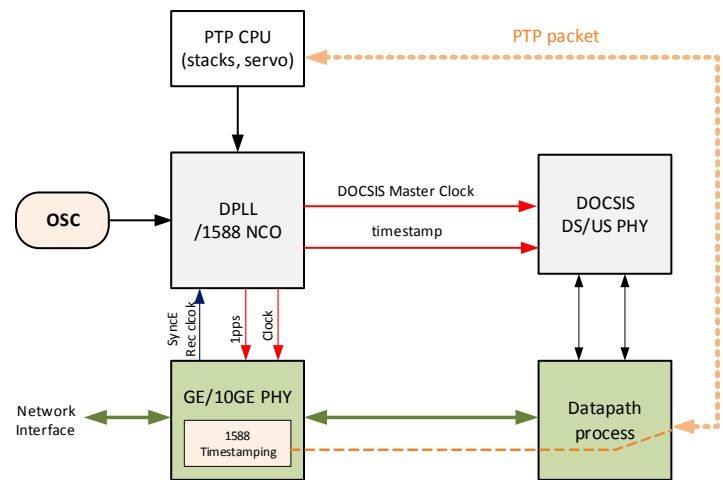 PTP CPU
(stacks, servo)
PTP packet
DPLL
/1588 NCO
DOCSIS Master Clock
timestamp
DOCSIS
DS/US PHY
OSC
SyncE
Rec clcok
1pps
Clock
GE/10GE PHY
1588
Timestamping
Network
Interface
Datapath
process